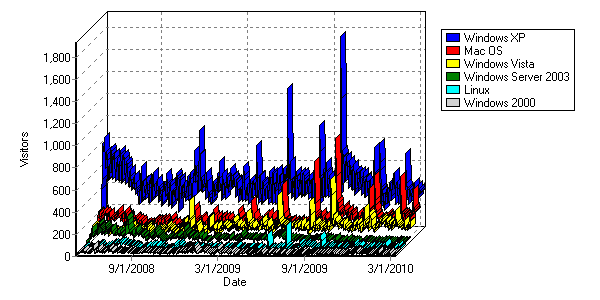 Visitors
1,800
1,600
1,400
1,200
1,000
800
600
400
200
0
9/1/2008 3/1/2009 9/1/2009 3/1/2010
Date
Windows XP
Mac OS
Windows Vista
Windows Server 2003
Linux
Windows 2000